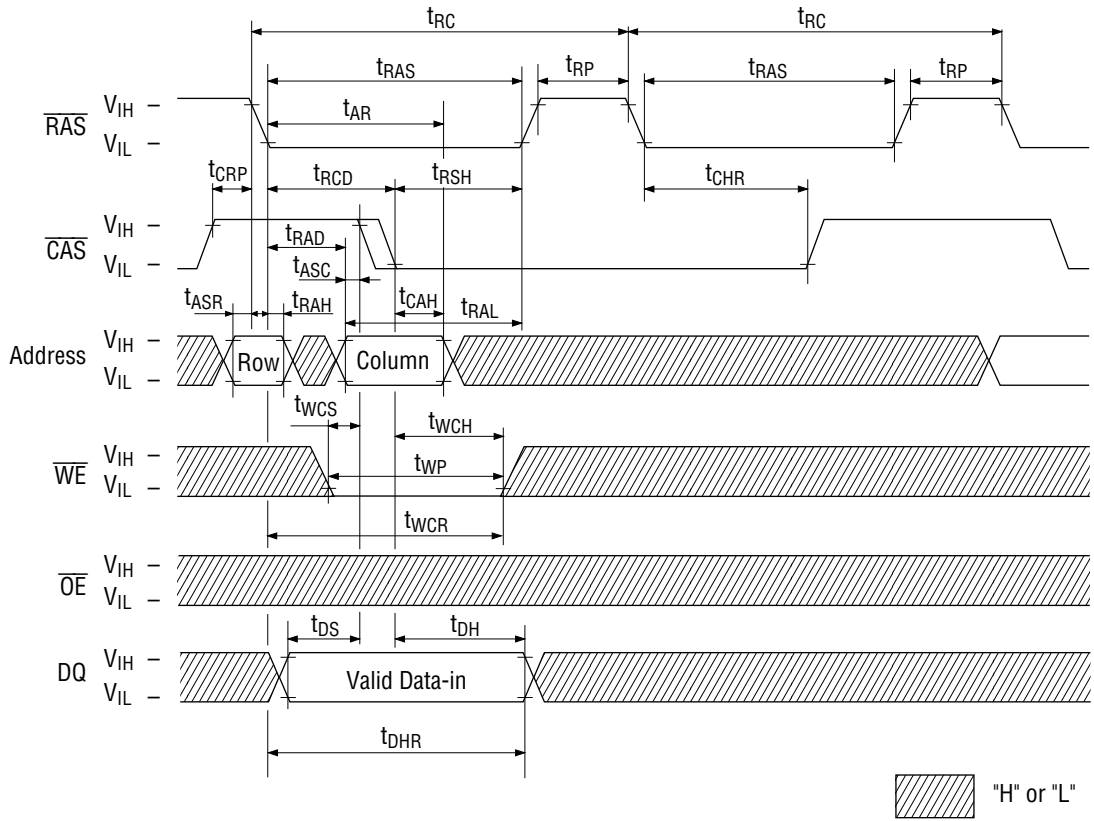 tRC tRC
tRAS tRP tRAS tRP
RAS VIH –
VIL –
tAR
tCRP tRCD tRSH tCHR
CAS VIH –
VIL –
tRAD
tASC
tASR tRAH tCAH tRAL
Address VIH –
VIL –
Row Column
tWCS tWCH
WE VIH –
VIL –
tWP
tWCR
OE VIH –
VIL –
tDS tDH
DQ VIH –
VIL –
Valid Data-in
tDHR
"H" or "L"